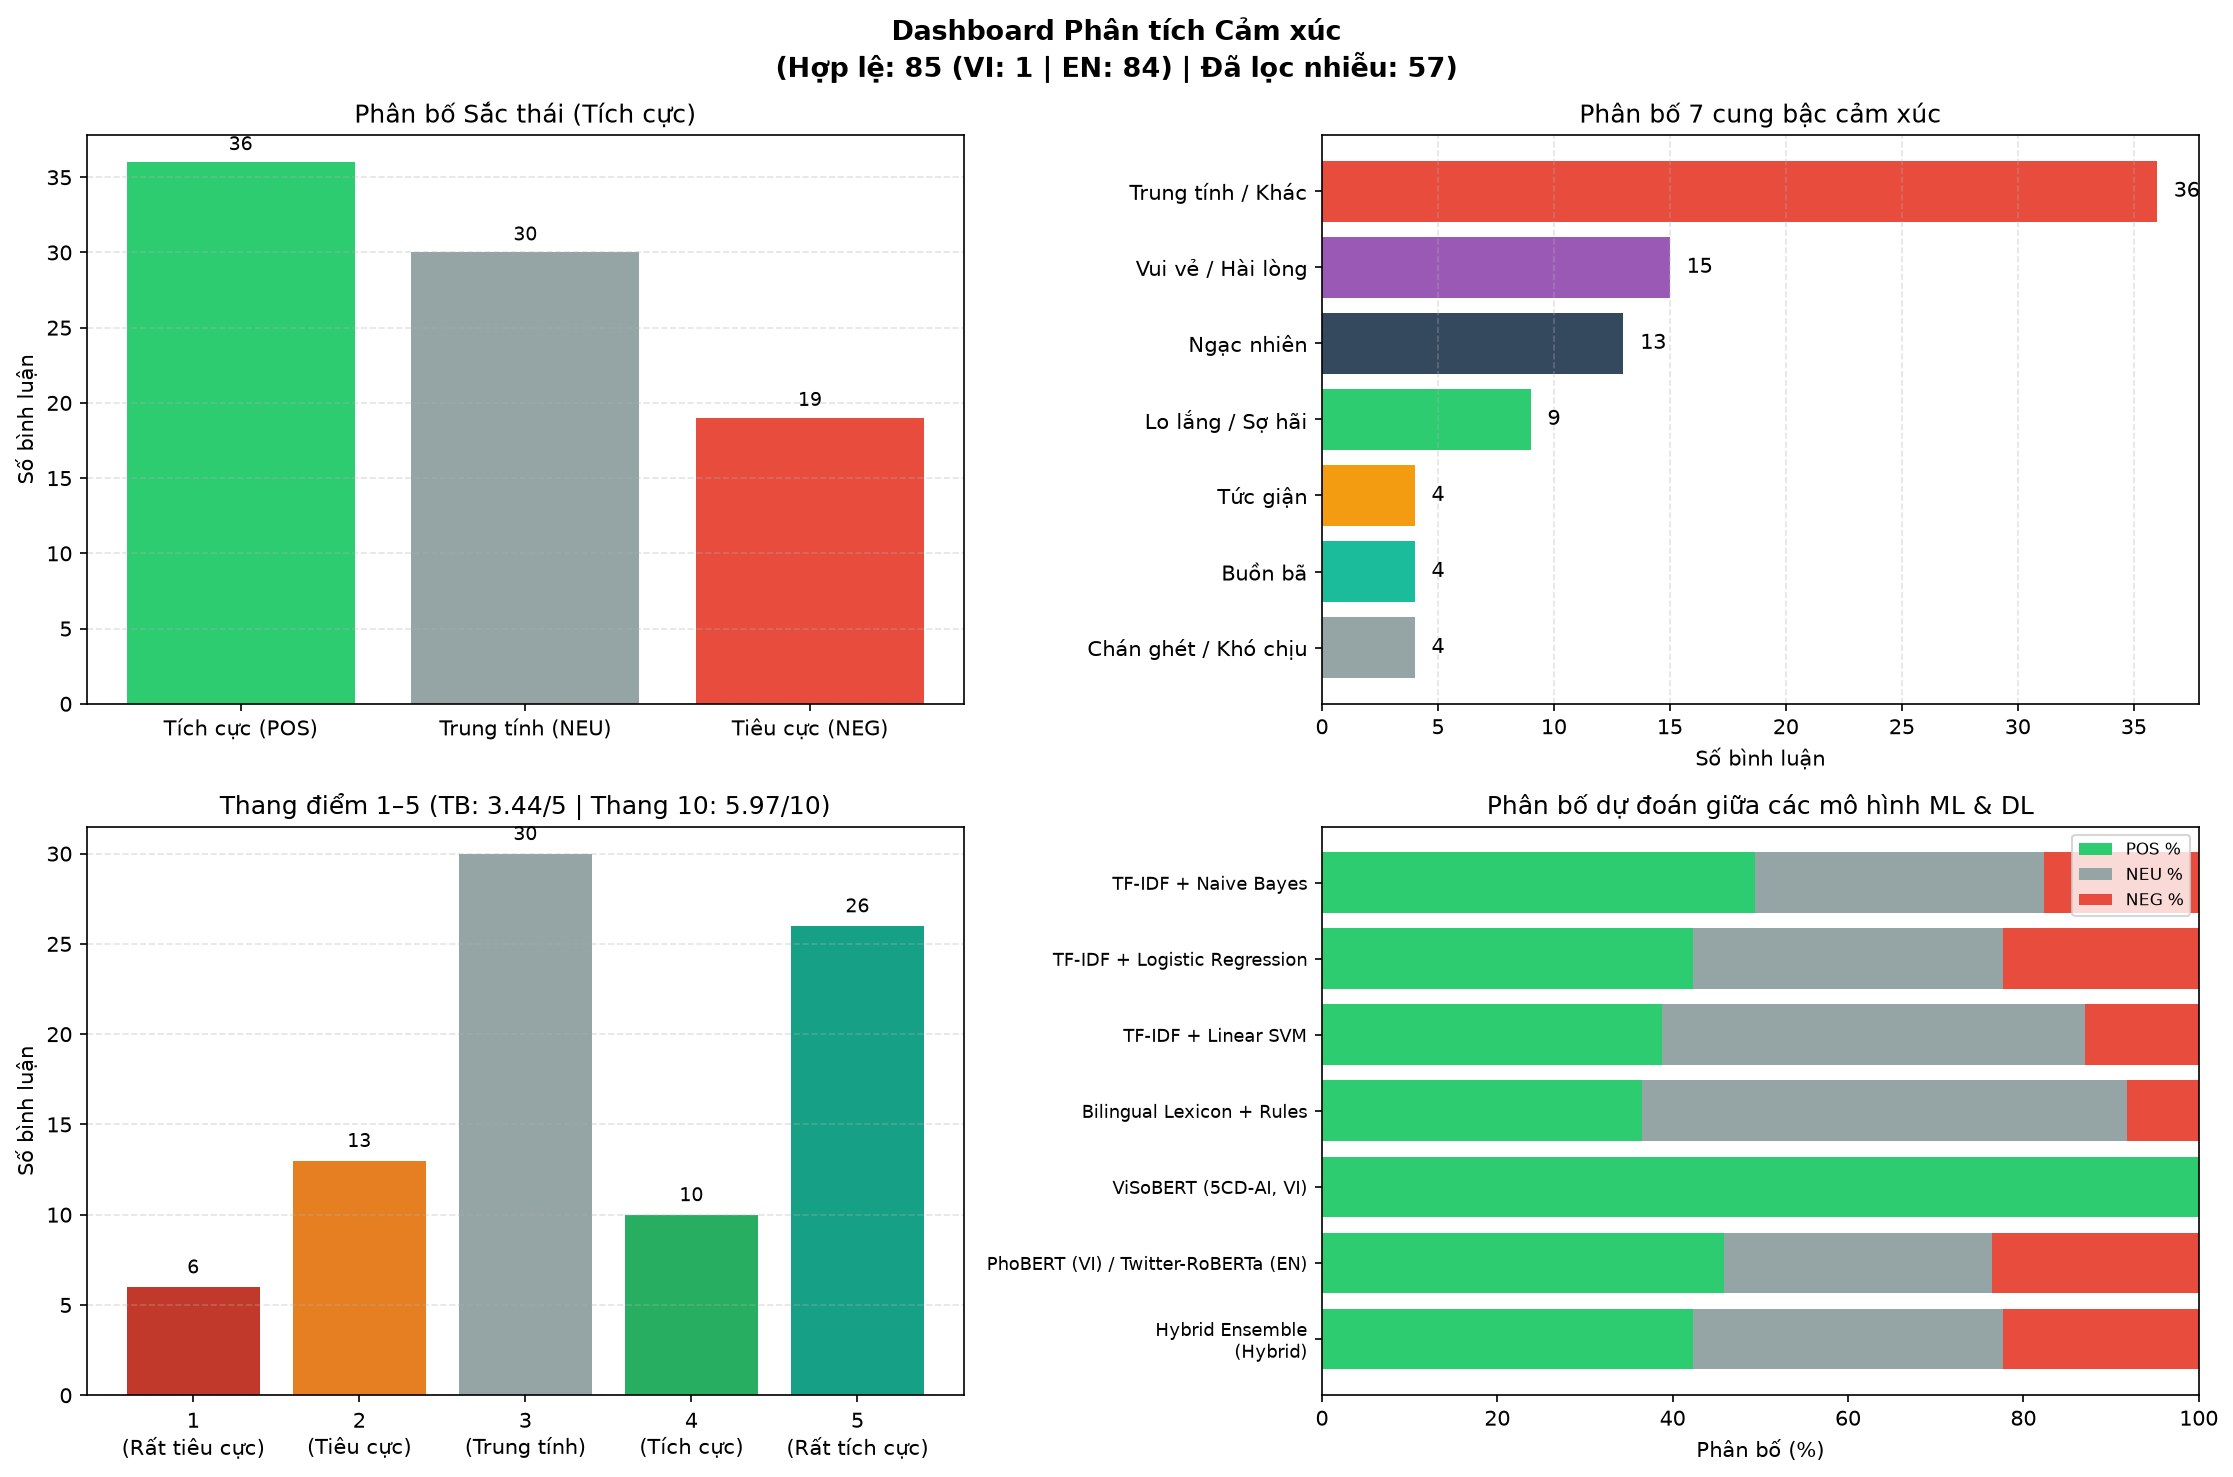 Dashboard Phân tích Cảm xúc
(Hợp lệ: 85 (VI: 1 | EN: 84) | Đã lọc nhiễu: 57)
Phân bố Sắc thái (Tích cực)
Số bình luận
35
30
25
20
15
10
5
0
36
30
19
Tích cực (POS)
Trung tính (NEU)
Tiêu cực (NEG)
Phân bố 7 cung bậc cảm xúc
Trung tính / Khác
36
Vui vẻ / Hài lòng
15
Ngạc nhiên
13
Lo lắng / Sợ hãi
9
Tức giận
4
Buồn bã
4
Chán ghét / Khó chịu
4
0
5
10
15
20
25
30
35
Số bình luận
Thang điểm 1–5 (TB: 3.44/5 | Thang 10: 5.97/10)
Số bình luận
30
25
20
15
10
5
0
6
13
30
10
26
1
(Rất tiêu cực)
2
(Tiêu cực)
3
(Trung tính)
4
(Tích cực)
5
(Rất tích cực)
Phân bố dự đoán giữa các mô hình ML & DL
POS %
NEU %
NEG %
TF-IDF + Naive Bayes
TF-IDF + Logistic Regression
TF-IDF + Linear SVM
Bilingual Lexicon + Rules
ViSoBERT (5CD-AI, VI)
PhoBERT (VI) / Twitter-RoBERTa (EN)
Hybrid Ensemble
(Hybrid)
0
20
40
60
80
100
Phân bố (%)